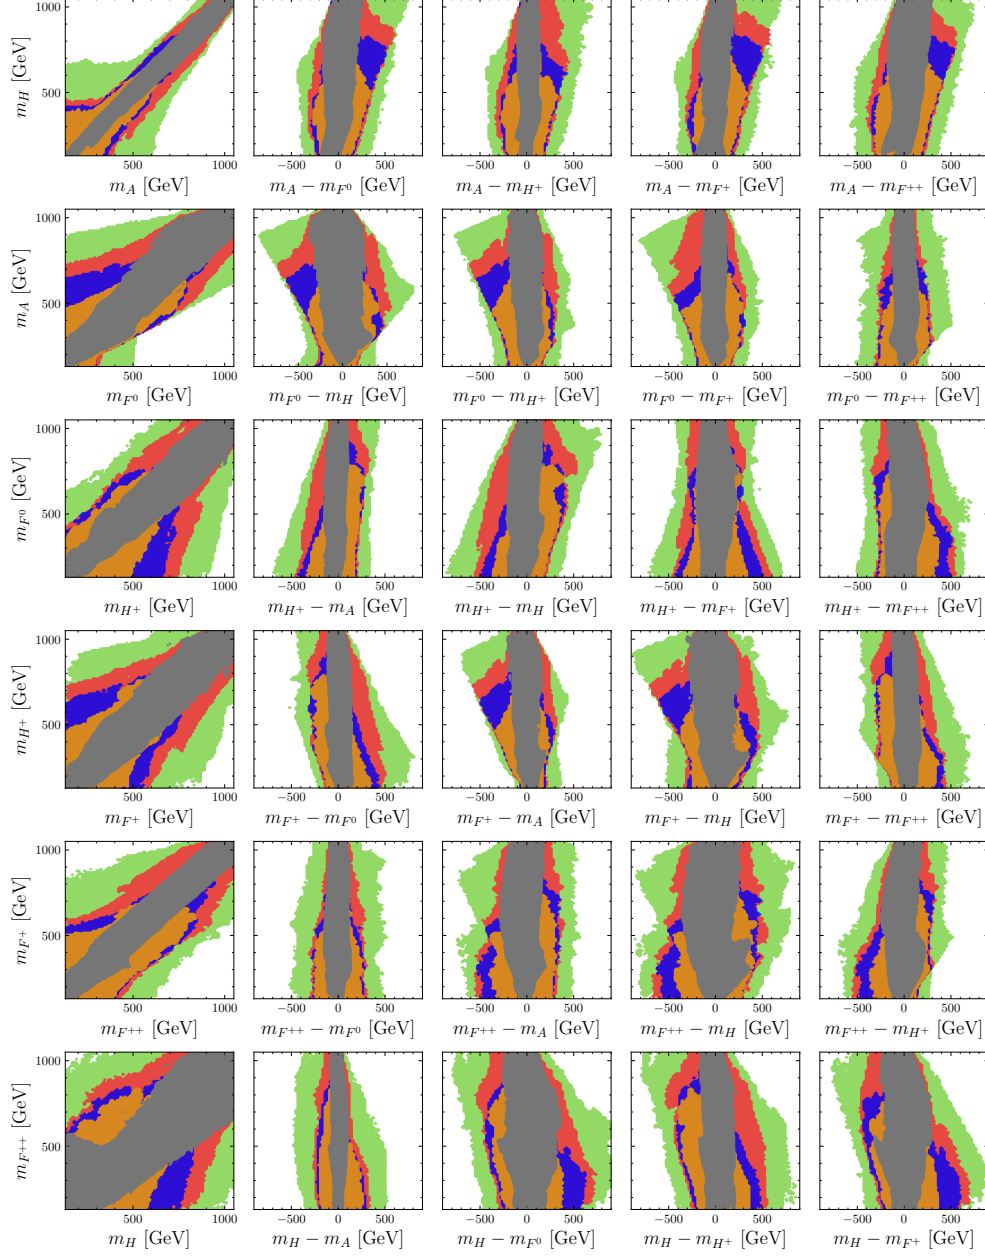 1000
500
m_H [GeV]
500 1000
−500 0 500
−500 0 500
−500 0 500
−500 0 500
m_A [GeV]
m_A − m_{F^0} [GeV]
m_A − m_{H^+} [GeV]
m_A − m_{F^+} [GeV]
m_A − m_{F^{++}} [GeV]
1000
500
m_A [GeV]
500 1000
−500 0 500
−500 0 500
−500 0 500
−500 0 500
m_{F^0} [GeV]
m_{F^0} − m_H [GeV]
m_{F^0} − m_{H^+} [GeV]
m_{F^0} − m_{F^+} [GeV]
m_{F^0} − m_{F^{++}} [GeV]
1000
500
m_{F^0} [GeV]
500 1000
−500 0 500
−500 0 500
−500 0 500
−500 0 500
m_{H^+} [GeV]
m_{H^+} − m_A [GeV]
m_{H^+} − m_H [GeV]
m_{H^+} − m_{F^+} [GeV]
m_{H^+} − m_{F^{++}} [GeV]
1000
500
m_{H^+} [GeV]
500 1000
−500 0 500
−500 0 500
−500 0 500
−500 0 500
m_{F^+} [GeV]
m_{F^+} − m_{F^0} [GeV]
m_{F^+} − m_A [GeV]
m_{F^+} − m_H [GeV]
m_{F^+} − m_{F^{++}} [GeV]
1000
500
m_{F^+} [GeV]
500 1000
−500 0 500
−500 0 500
−500 0 500
−500 0 500
m_{F^{++}} [GeV]
m_{F^{++}} − m_{F^0} [GeV]
m_{F^{++}} − m_A [GeV]
m_{F^{++}} − m_H [GeV]
m_{F^{++}} − m_{H^+} [GeV]
1000
500
m_{F^{++}} [GeV]
500 1000
−500 0 500
−500 0 500
−500 0 500
−500 0 500
m_H [GeV]
m_H − m_A [GeV]
m_H − m_{F^0} [GeV]
m_H − m_{H^+} [GeV]
m_H − m_{F^+} [GeV]